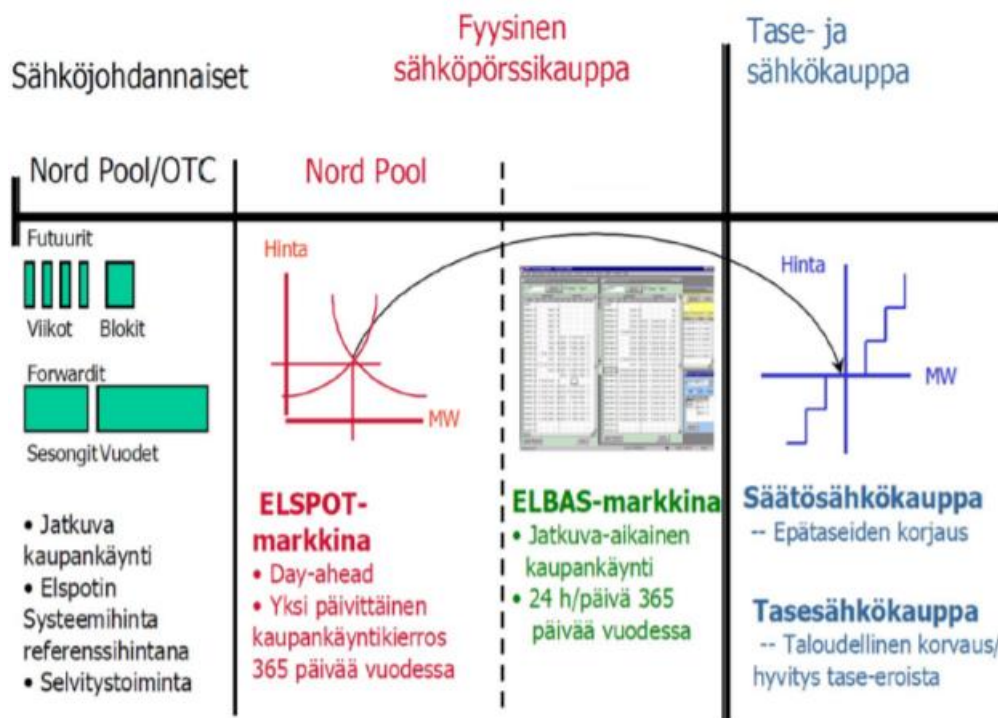 Sähköjohdannaiset
Fyysinen
sähköpörssikauppa
Tase- ja
sähkökauppa
Nord Pool/OTC
Nord Pool
Futuurit
Viikot Blokit
Forwardit
Sesongit Vuodet
• Jatkuva
kaupankäynti
• Elspotin
Systeemihinta
referenssihintana
• Selvitystoiminta
Hinta
MW
ELSPOT-
markkina
• Day-ahead
• Yksi päivittäinen
kaupankäyntikierros
365 päivää vuodessa
ELBAS-markkina
• Jatkuva-aikainen
kaupankäynti
• 24 h/päivä 365
päivää vuodessa
Hinta
MW
Säätösähkökauppa
-- Epätaseiden korjaus
Tasesähkökauppa
-- Taloudellinen korvaus/
hyvitys tase-eroista